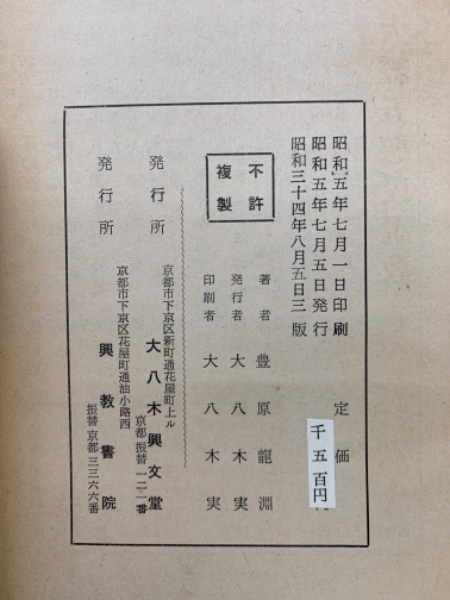 昭和五年七月一日印刷
昭和五年七月五日発行
昭和三十四年八月五日三版
定価
千五百円
不許
複製
著者 豊原龍淵
発行者 大八木実
印刷者 大八木実
発行所
京都市下京区新町通花屋町上ル
大八木興文堂
京都振替一二一番
発行所
京都市下京区花屋町通油小路西
興教書院
振替京都三三六六番